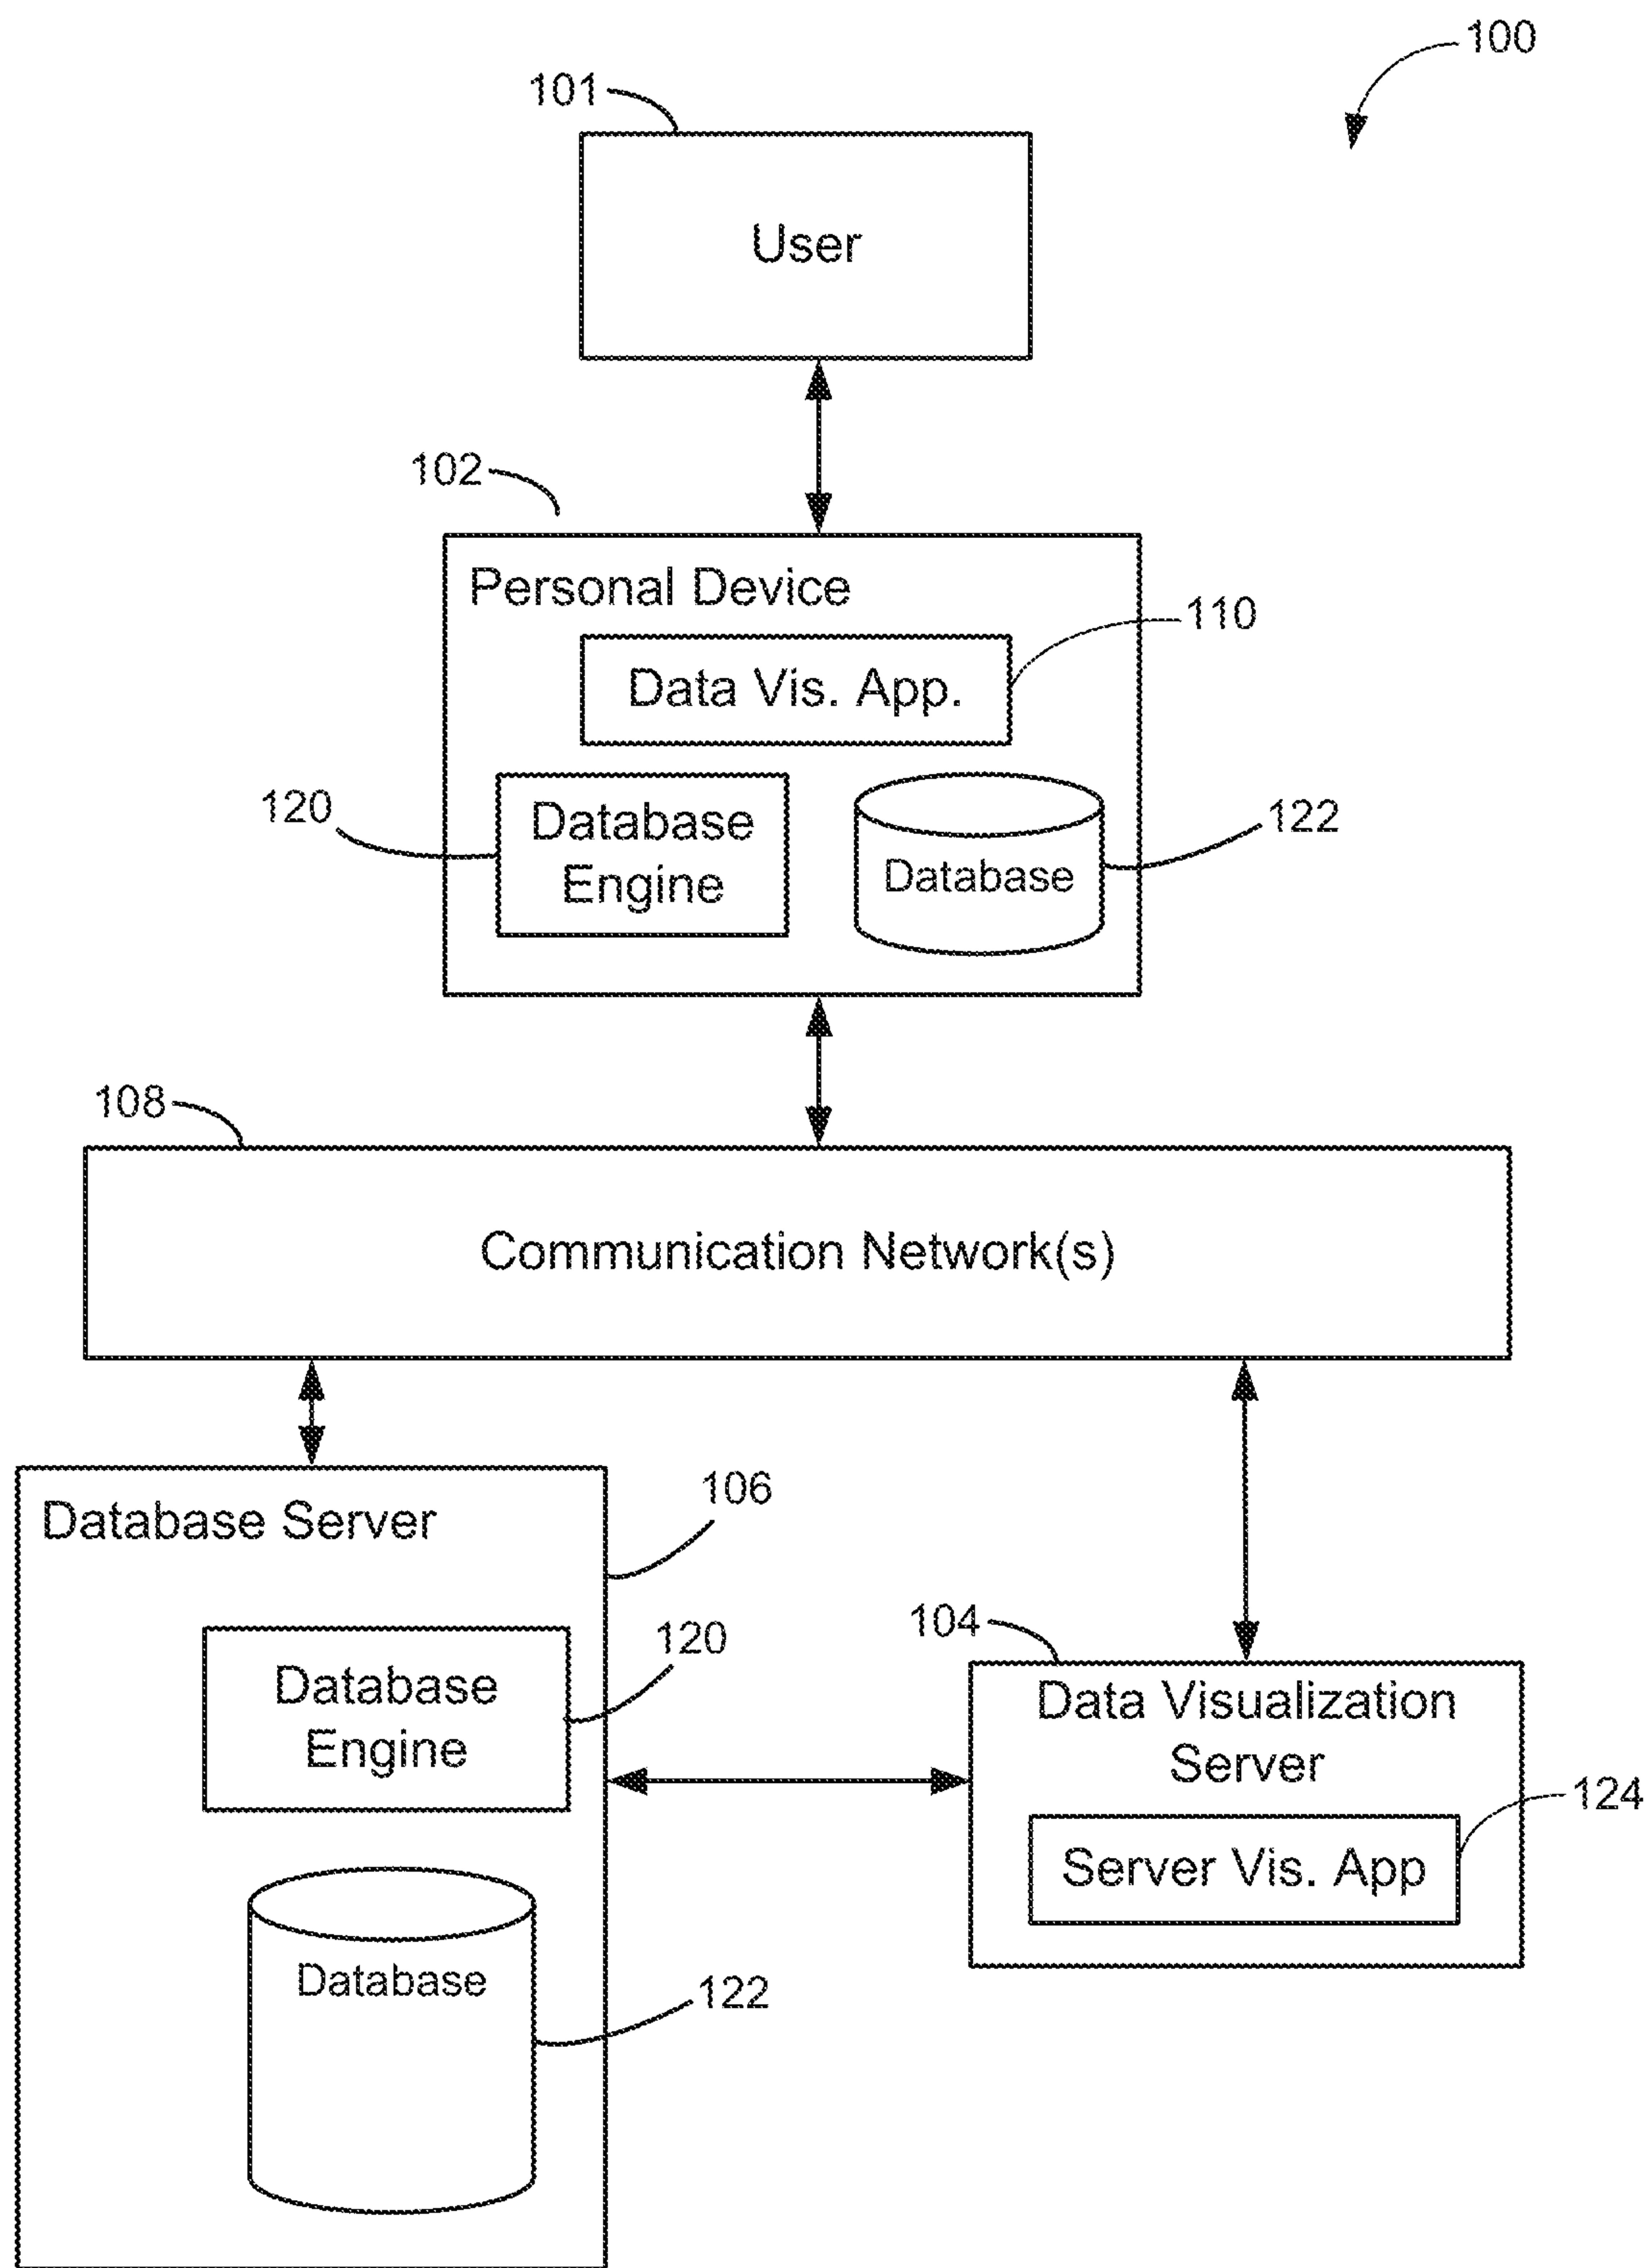 100
101
User
102
Personal Device
110
Data Vis. App.
120
Database
Engine
122
Database
108
Communication Network(s)
Database Server
106
120
Database
Engine
104
Data Visualization
Server
124
Server Vis. App
Database
122